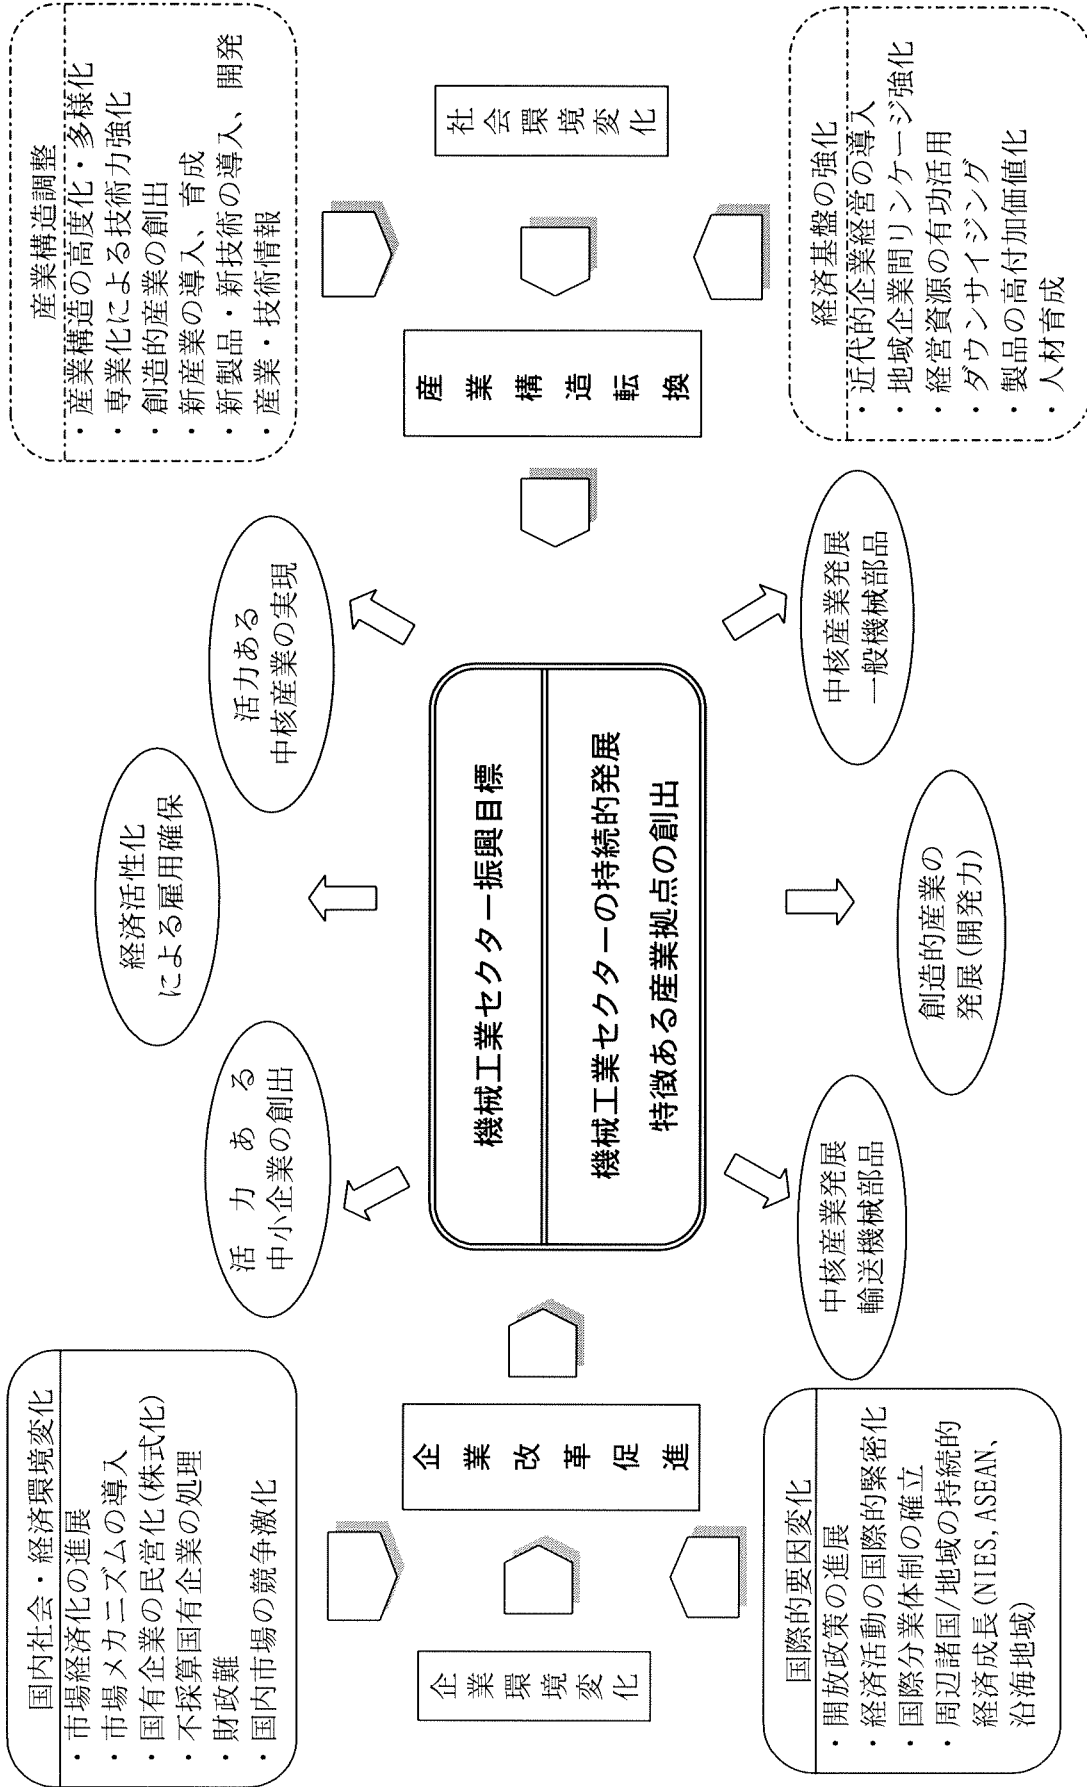 国内社会・経済環境変化
・市場経済化の進展
・市場メカニズムの導入
・国有企業の民営化(株式化)
・不採算国有企業の処理
・財政難
・国内市場の競争激化
企業環境変化
企業改革促進
国際的要因変化
・開放政策の進展
・経済活動の国際的緊密化
・国際分業体制の確立
・周辺諸国/地域の持続的
経済成長(NIES,ASEAN、
沿海地域)
活力ある
中小企業の創出
経済活性化
による雇用確保
活力ある
中核産業の実現
機械工業セクター振興目標
機械工業セクターの持続的発展
特徴ある産業拠点の創出
中核産業発展
輸送機械部品
創造的産業の
発展(開発力)
中核産業発展
一般機械部品
産業構造調整
・産業構造の高度化・多様化
・専業化による技術力強化
・創造的産業の創出
・新産業の導入、育成
・新製品・新技術の導入、開発
・産業・技術情報
産業構造転換
社会環境変化
経済基盤の強化
・近代的企業経営の導入
・地域企業間リンケージ強化
・経営資源の有功活用
・ダウンサイジング
・製品の高付加価値化
・人材育成